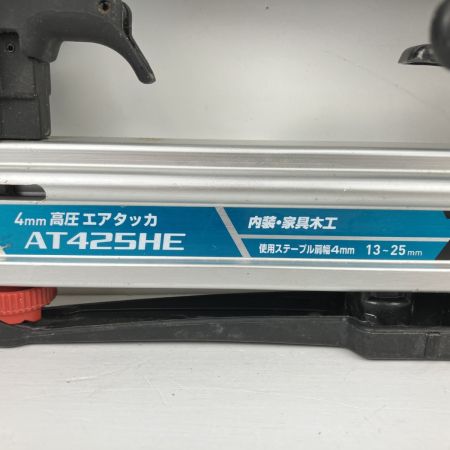 4mm 高圧 エアタッカ
AT425HE
内装・家具木工
使用ステープル肩幅4mm 13~25mm